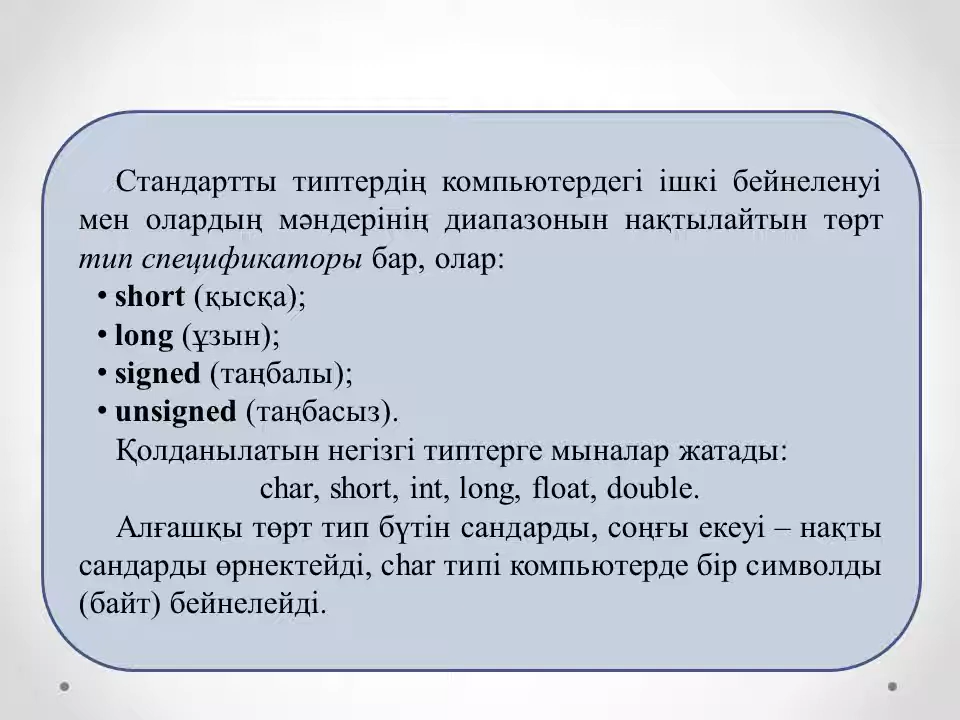 Стандартты типтердің компьютердегі ішкі бейнеленуі
мен олардың мәндерінің диапазонын нақтылайтын төрт
тип спецификаторы бар, олар:
• short (қысқа);
• long (ұзын);
• signed (таңбалы);
• unsigned (таңбасыз).
Қолданылатын негізгі типтерге мыналар жатады:
char, short, int, long, float, double.
Алғашқы төрт тип бүтін сандарды, соңғы екеуі – нақты
сандарды өрнектейді, char типі компьютерде бір символды
(байт) бейнелейді.